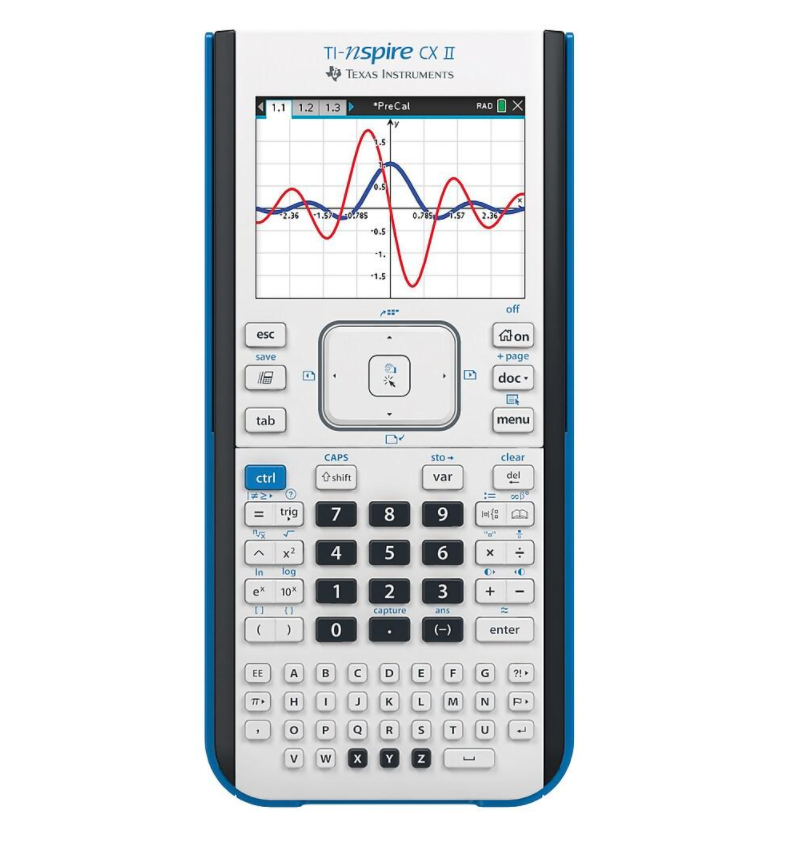 TI-nspire CX II
TEXAS INSTRUMENTS
1.1 1.2 1.3 *PreCal RAD
y
1.5
1
0.5
-2.36 -1.57 -0.785 0.785 1.57 2.36 x
-0.5
-1.
-1.5
off
esc on
save + page
doc
tab menu
CAPS sto→ clear
ctrl ⇧shift var del
|≠≥▸ ? := ∞β°
= trig 7 8 9
ⁿ√x √ "□"
^ x² 4 5 6 × ÷
ln log
eˣ 10ˣ 1 2 3 + −
[ ] { } capture ans ≈
( ) 0 . (−) enter
EE A B C D E F G ?!▸
π▸ H I J K L M N
, O P Q R S T U ↵
V W X Y Z